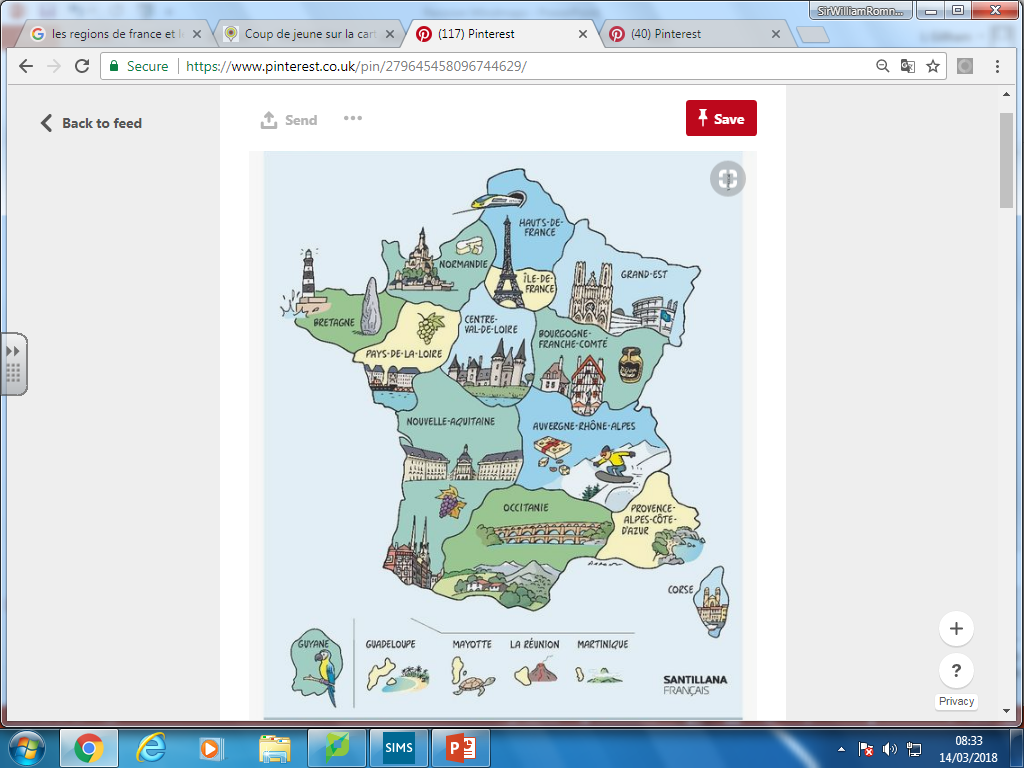 SirWilliamRomn...
les regions de france et l
Coup de jeune sur la cart
(117) Pinterest
(40) Pinterest
Secure
https://www.pinterest.co.uk/pin/279645458096744629/
Back to feed
Send
Save
HAUTS-DE-
FRANCE
NORMANDIE
ÎLE-DE-
FRANCE
GRAND-EST
BRETAGNE
CENTRE-
VAL-DE-LOIRE
BOURGOGNE-
FRANCHE-COMTÉ
PAYS-DE-LA-LOIRE
NOUVELLE-AQUITAINE
AUVERGNE-RHÔNE-ALPES
OCCITANIE
PROVENCE-
ALPES-CÔTE-
D'AZUR
CORSE
GUYANE
GUADELOUPE
MAYOTTE
LA RÉUNION
MARTINIQUE
SANTILLANA
FRANÇAIS
+
?
Privacy
SIMS
08:33
14/03/2018